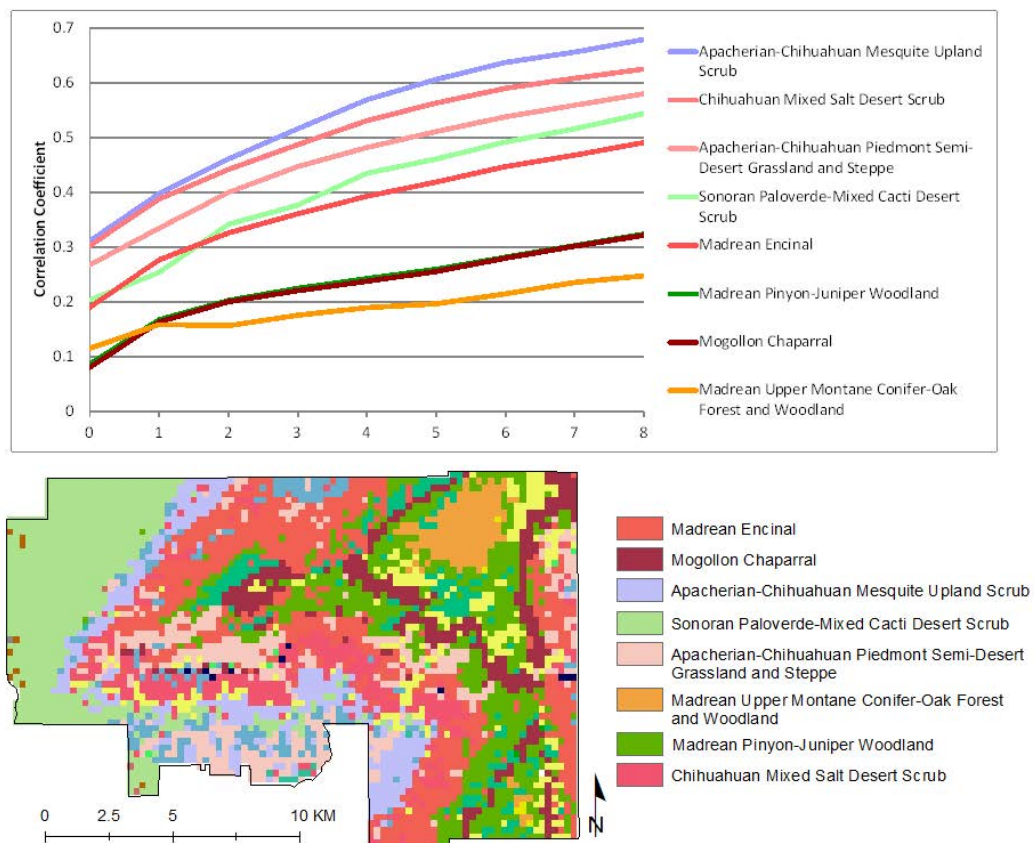 0.7
0.6
0.5
0.4
0.3
0.2
0.1
0
Correlation Coefficient
0 1 2 3 4 5 6 7 8
Apacherian-Chihuahuan Mesquite Upland
Scrub
Chihuahuan Mixed Salt Desert Scrub
Apacherian-Chihuahuan Piedmont Semi-
Desert Grassland and Steppe
Sonoran Paloverde-Mixed Cacti Desert
Scrub
Madrean Encinal
Madrean Pinyon-Juniper Woodland
Mogollon Chaparral
Madrean Upper Montane Conifer-Oak
Forest and Woodland
Madrean Encinal
Mogollon Chaparral
Apacherian-Chihuahuan Mesquite Upland Scrub
Sonoran Paloverde-Mixed Cacti Desert Scrub
Apacherian-Chihuahuan Piedmont Semi-Desert
Grassland and Steppe
Madrean Upper Montane Conifer-Oak Forest
and Woodland
Madrean Pinyon-Juniper Woodland
Chihuahuan Mixed Salt Desert Scrub
0 2.5 5 10 KM
N